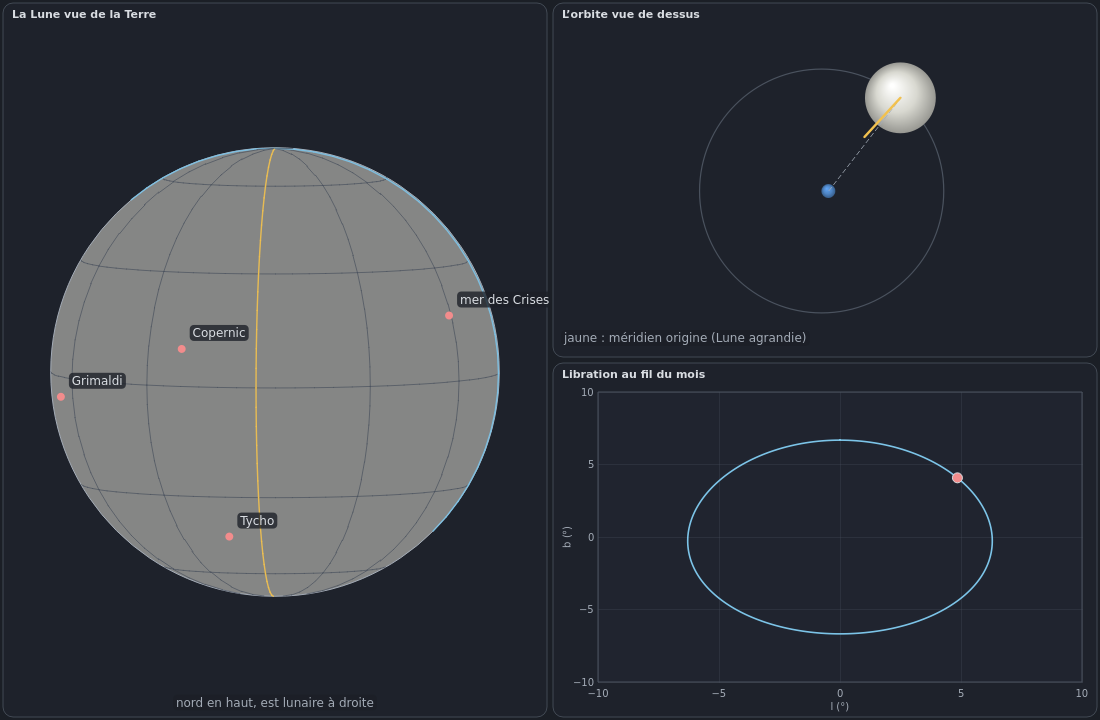 La Lune vue de la Terre
mer des Crises
Copernic
Grimaldi
Tycho
nord en haut, est lunaire à droite
L’orbite vue de dessus
jaune : méridien origine (Lune agrandie)
Libration au fil du mois
10
5
0
−5
−10
b (°)
−10
−5
0
5
10
l (°)